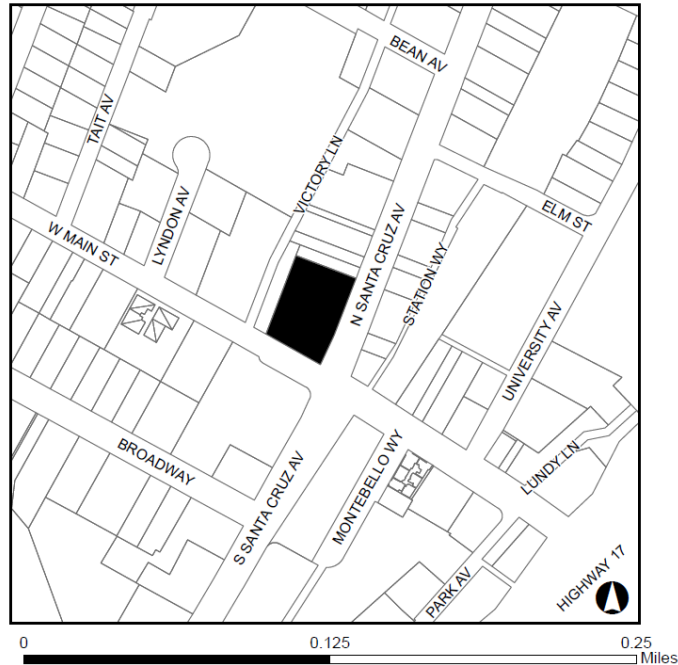 BEAN AV
TAIT AV
VICTORY LN
ELM ST
LYNDON AV
W MAIN ST
N SANTA CRUZ AV
STATION WY
UNIVERSITY AV
BROADWAY
LUNDY LN
MONTEBELLO WY
S SANTA CRUZ AV
HIGHWAY 17
PARK AV
0 0.125 0.25
Miles